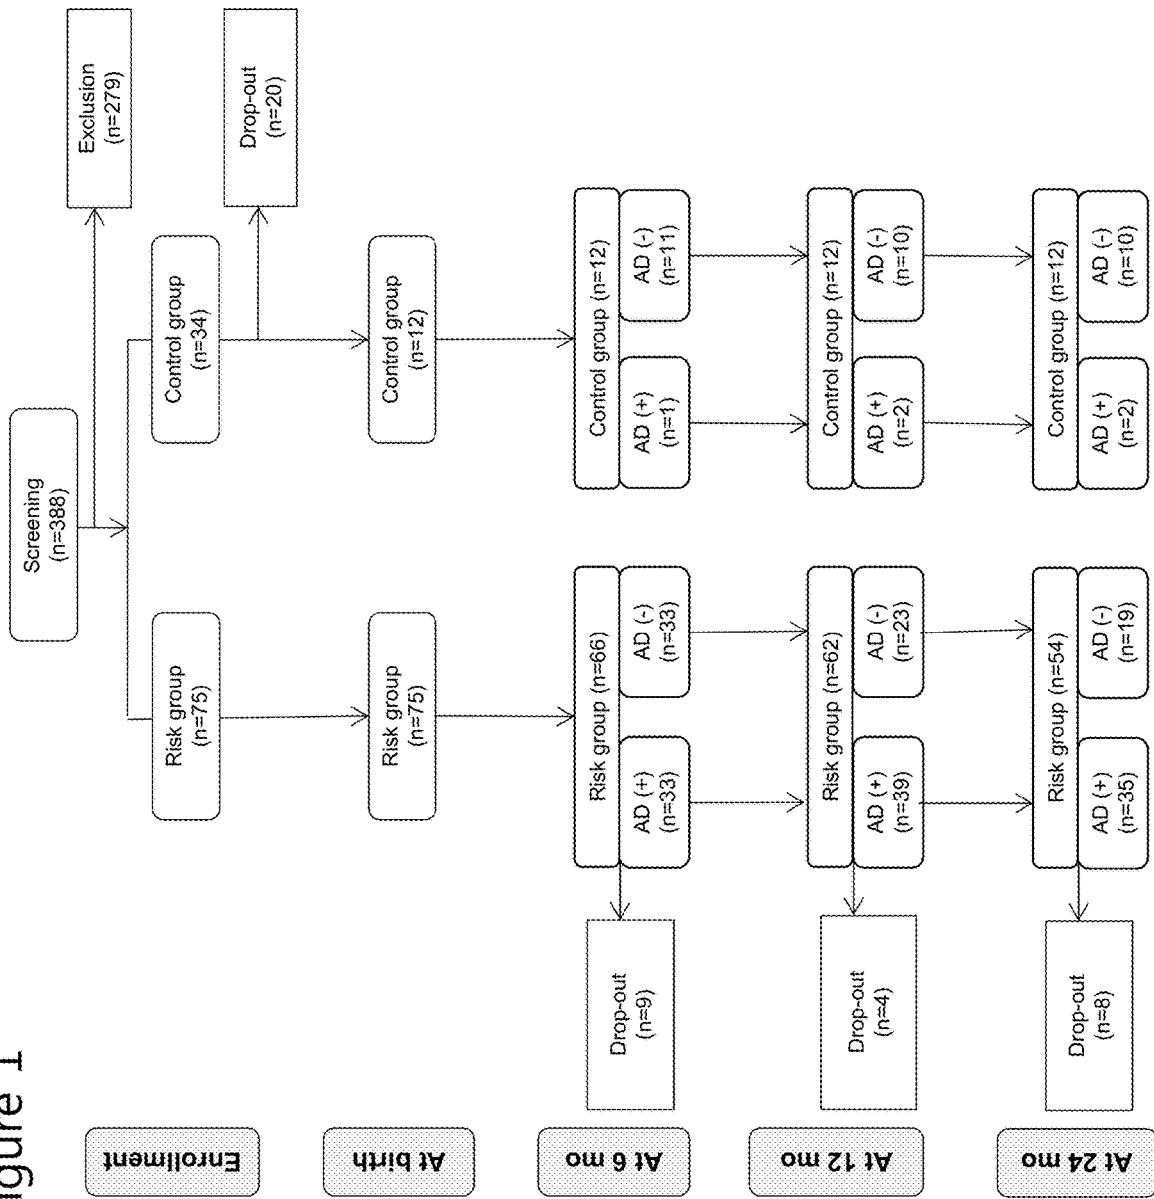 igure 1
Screening
(n=388)
Exclusion
(n=279)
Enrollment
Risk group
(n=75)
Control group
(n=34)
Drop-out
(n=20)
At birth
Risk group
(n=75)
Control group
(n=12)
At 6 mo
Drop-out
(n=9)
Risk group (n=66)
AD (+)
(n=33)
AD (-)
(n=33)
Control group (n=12)
AD (+)
(n=1)
AD (-)
(n=11)
At 12 mo
Drop-out
(n=4)
Risk group (n=62)
AD (+)
(n=39)
AD (-)
(n=23)
Control group (n=12)
AD (+)
(n=2)
AD (-)
(n=10)
At 24 mo
Drop-out
(n=8)
Risk group (n=54)
AD (+)
(n=35)
AD (-)
(n=19)
Control group (n=12)
AD (+)
(n=2)
AD (-)
(n=10)